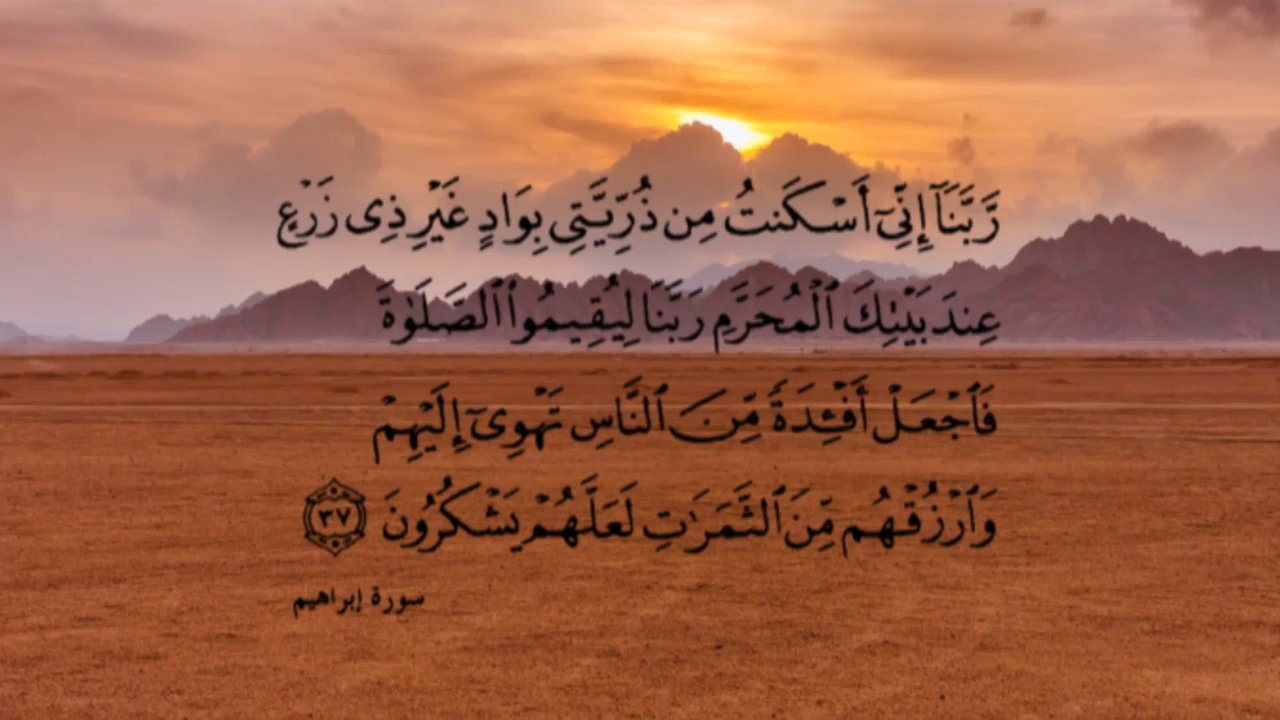 رَّبَّنَآ إِنِّىٓ أَسْكَنتُ مِن ذُرِّيَّتِى بِوَادٍ غَيْرِ ذِى زَرْعٍ
عِندَ بَيْتِكَ ٱلْمُحَرَّمِ رَبَّنَا لِيُقِيمُوا۟ ٱلصَّلَوٰةَ
فَٱجْعَلْ أَفْـِٔدَةً مِّنَ ٱلنَّاسِ تَهْوِىٓ إِلَيْهِمْ
وَٱرْزُقْهُم مِّنَ ٱلثَّمَرَٰتِ لَعَلَّهُمْ يَشْكُرُونَ ٣٧
سورة إبراهيم